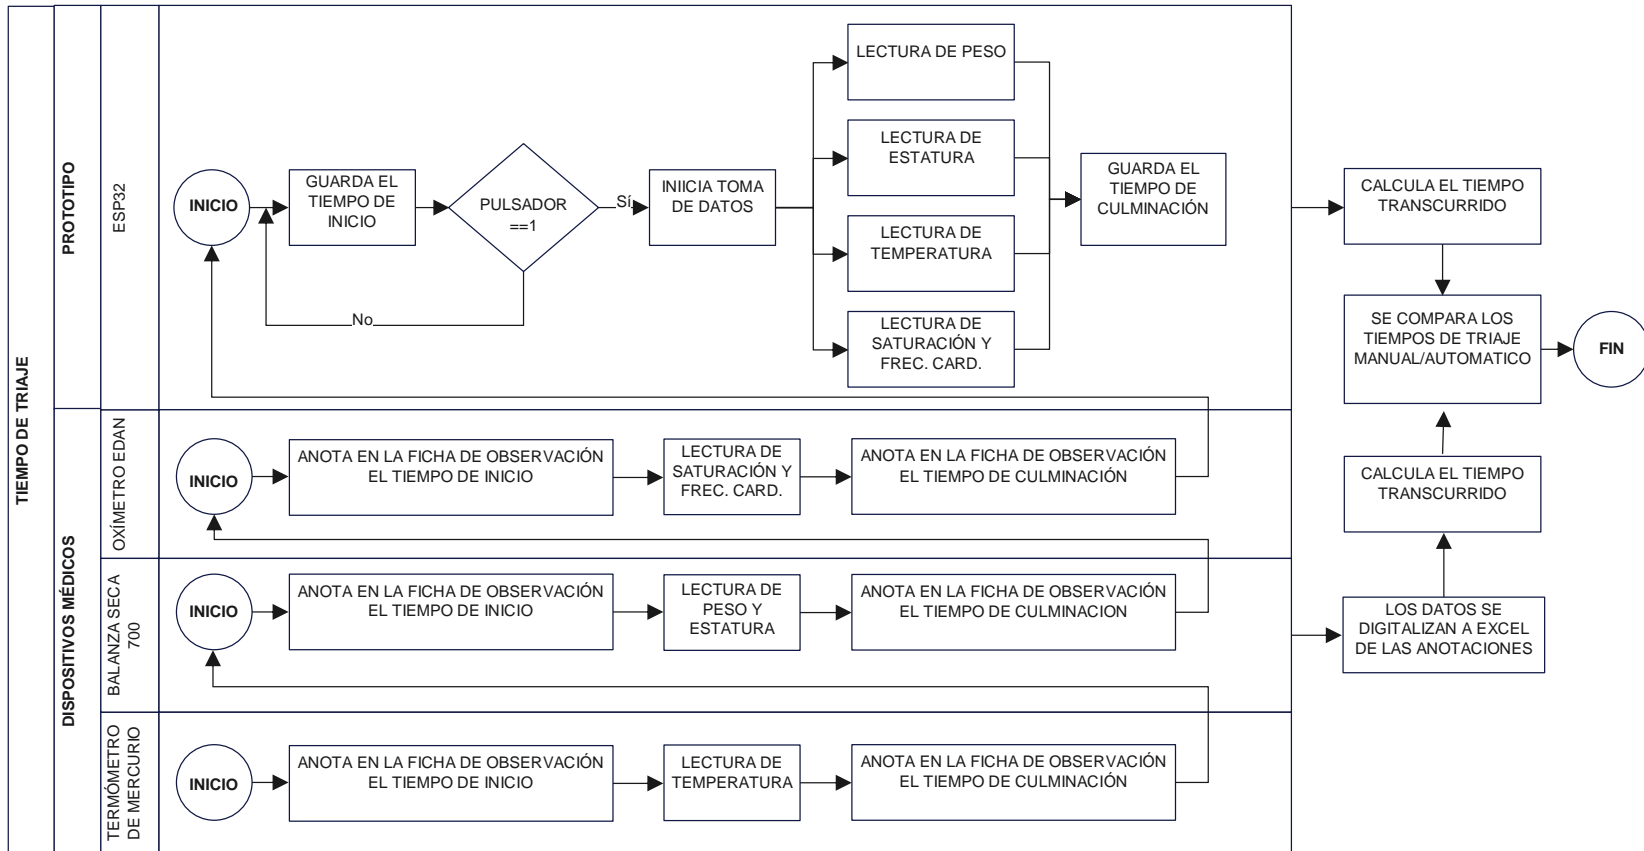 TIEMPO DE TRIAJE
PROTOTIPO
ESP32
INICIO
GUARDA EL
TIEMPO DE
INICIO
PULSADOR
==1
Sí
No
INIICIA TOMA
DE DATOS
LECTURA DE PESO
LECTURA DE
ESTATURA
LECTURA DE
TEMPERATURA
LECTURA DE
SATURACIÓN Y
FREC. CARD.
GUARDA EL
TIEMPO DE
CULMINACIÓN
CALCULA EL TIEMPO
TRANSCURRIDO
SE COMPARA LOS
TIEMPOS DE TRIAJE
MANUAL/AUTOMATICO
FIN
DISPOSITIVOS MÉDICOS
OXÍMETRO EDAN
INICIO
ANOTA EN LA FICHA DE OBSERVACIÓN
EL TIEMPO DE INICIO
LECTURA DE
SATURACIÓN Y
FREC. CARD.
ANOTA EN LA FICHA DE OBSERVACIÓN
EL TIEMPO DE CULMINACIÓN
CALCULA EL TIEMPO
TRANSCURRIDO
BALANZA SECA
700
INICIO
ANOTA EN LA FICHA DE OBSERVACIÓN
EL TIEMPO DE INICIO
LECTURA DE
PESO Y
ESTATURA
ANOTA EN LA FICHA DE OBSERVACIÓN
EL TIEMPO DE CULMINACION
LOS DATOS SE
DIGITALIZAN A EXCEL
DE LAS ANOTACIONES
TERMÓMETRO
DE MERCURIO
INICIO
ANOTA EN LA FICHA DE OBSERVACIÓN
EL TIEMPO DE INICIO
LECTURA DE
TEMPERATURA
ANOTA EN LA FICHA DE OBSERVACIÓN
EL TIEMPO DE CULMINACIÓN